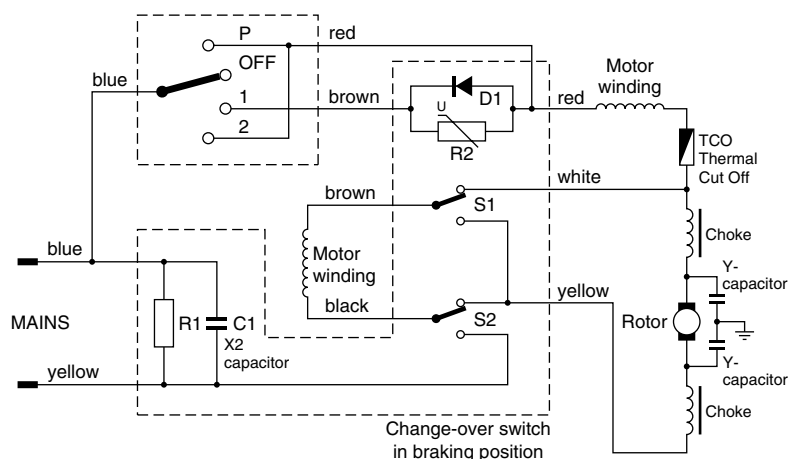 P
red
OFF
blue
1
brown
2
D1
U
R2
red
Motor
winding
TCO
Thermal
Cut Off
white
brown
S1
Choke
Motor
winding
blue
Y-
capacitor
black
yellow
MAINS
R1
C1
X2
capacitor
S2
Rotor
yellow
Y-
capacitor
Choke
Change-over switch
in braking position